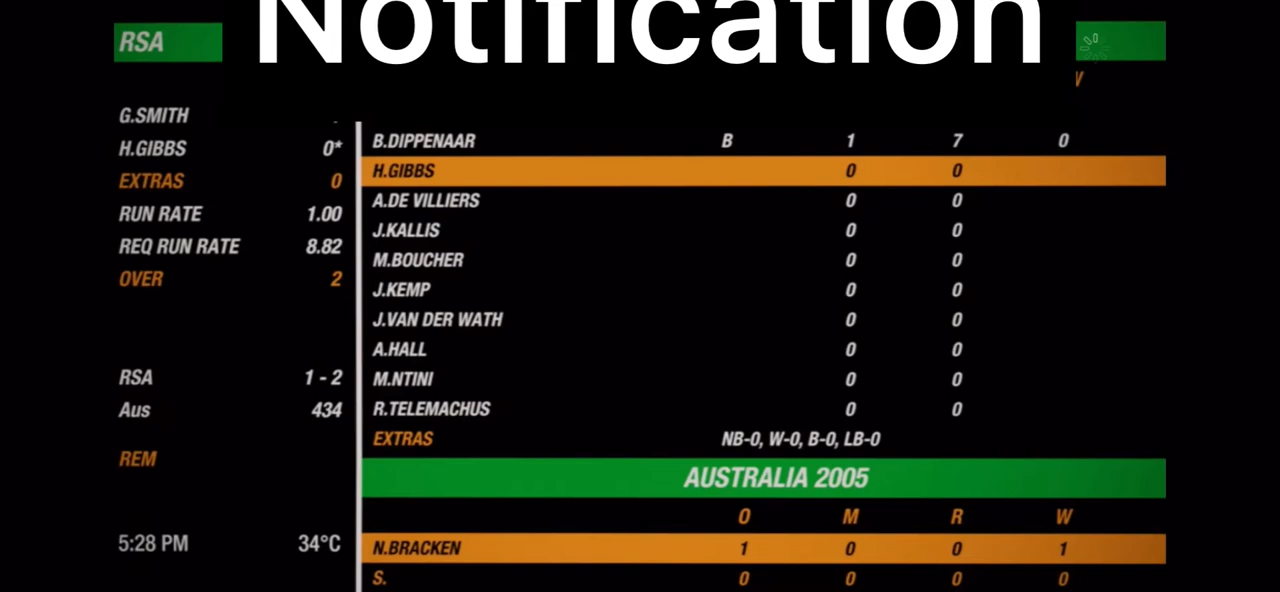 Notification
RSA
W
G.SMITH
H.GIBBS 0*
EXTRAS 0
RUN RATE 1.00
REQ RUN RATE 8.82
OVER 2
RSA 1 - 2
Aus 434
REM
5:28 PM 34°C
B.DIPPENAAR B 1 7 0
H.GIBBS 0 0
A.DE VILLIERS 0 0
J.KALLIS 0 0
M.BOUCHER 0 0
J.KEMP 0 0
J.VAN DER WATH 0 0
A.HALL 0 0
M.NTINI 0 0
R.TELEMACHUS 0 0
EXTRAS NB-0, W-0, B-0, LB-0
AUSTRALIA 2005
O M R W
N.BRACKEN 1 0 0 1
S. 0 0 0 0